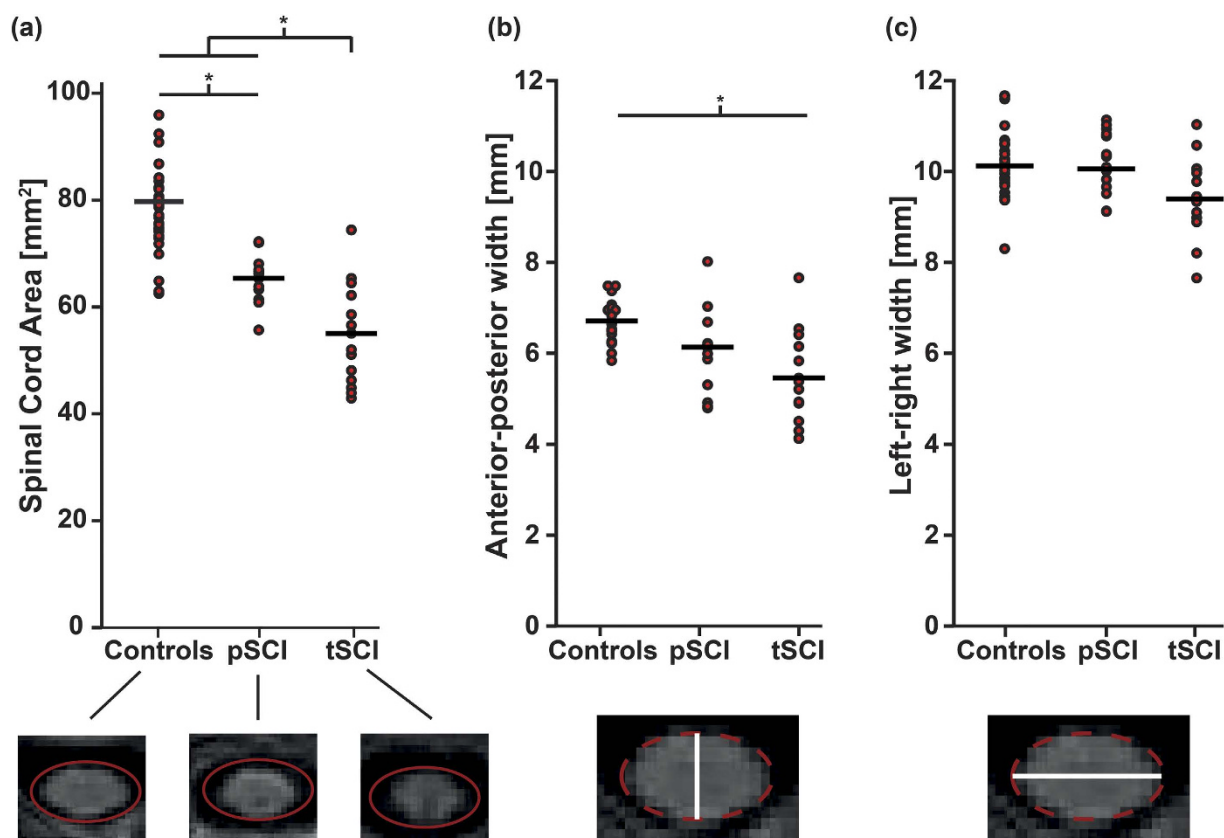 (a)
*
*
Spinal Cord Area [mm²]
100
80
60
40
20
0
Controls pSCI tSCI
(b)
*
Anterior-posterior width [mm]
12
10
8
6
4
2
0
Controls pSCI tSCI
(c)
Left-right width [mm]
12
10
8
6
4
2
0
Controls pSCI tSCI